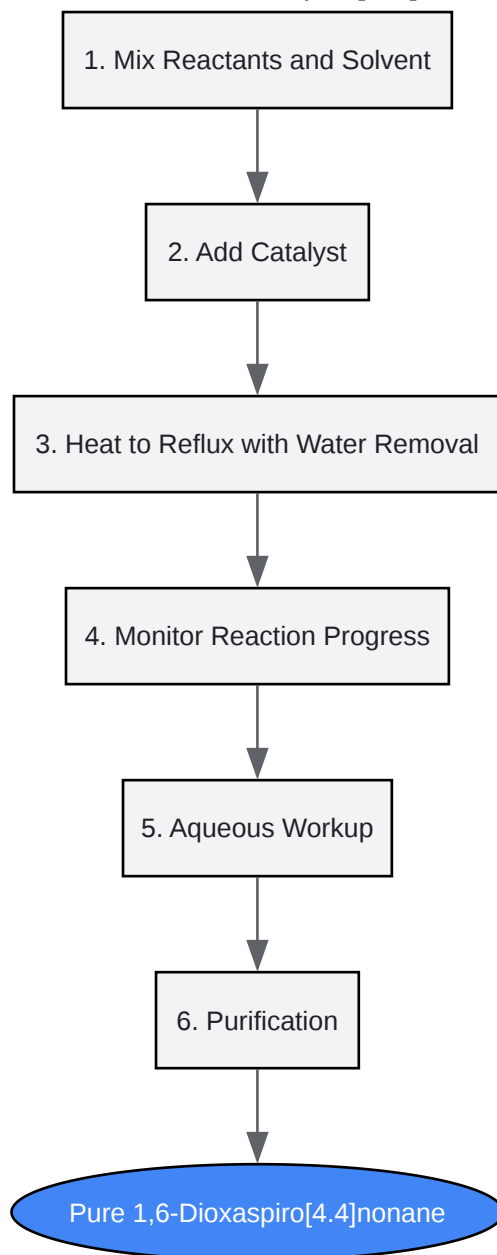 1. Mix Reactants and Solvent
2. Add Catalyst
3. Heat to Reflux with Water Removal
4. Monitor Reaction Progress
5. Aqueous Workup
6. Purification
Pure 1,6-Dioxaspiro[4.4]nonane